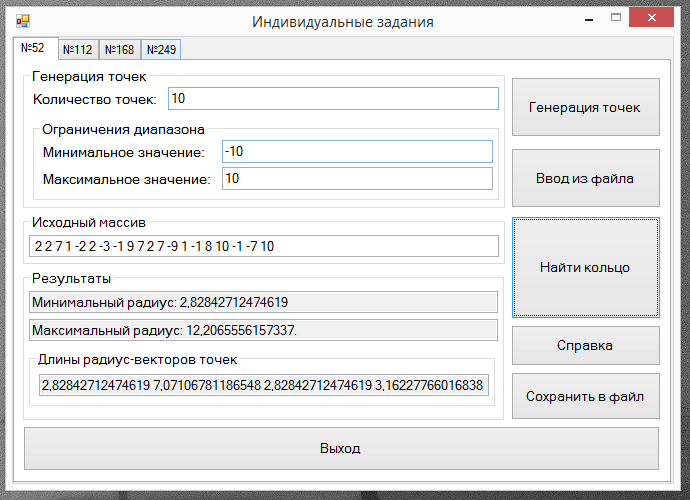 Индивидуальные задания
№52 №112 №168 №249
Генерация точек
Количество точек: 10
Ограничения диапазона
Минимальное значение: -10
Максимальное значение: 10
Генерация точек
Ввод из файла
Исходный массив
2 2 7 1 -2 2 -3 -1 9 7 2 7 -9 1 -1 8 10 -1 -7 10
Найти кольцо
Результаты
Минимальный радиус: 2,82842712474619
Максимальный радиус: 12,2065556157337.
Справка
Длины радиус-векторов точек
2,82842712474619 7,07106781186548 2,82842712474619 3,16227766016838
Сохранить в файл
Выход